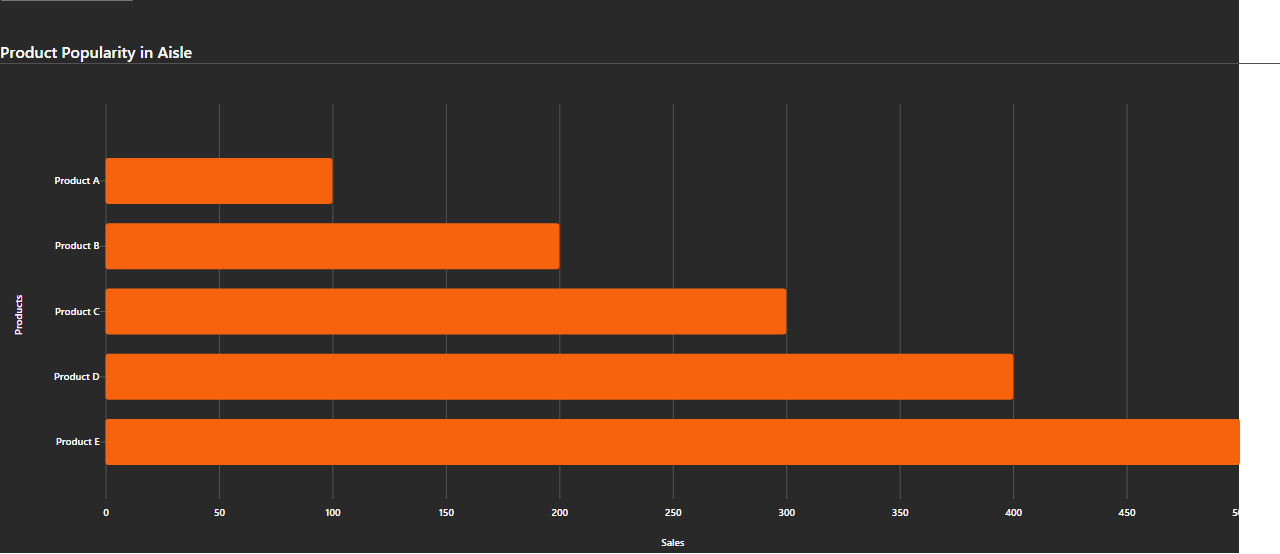 Product Popularity in Aisle
Product A
Product B
Product C
Product D
Product E
Products
0 50 100 150 200 250 300 350 400 450
Sales